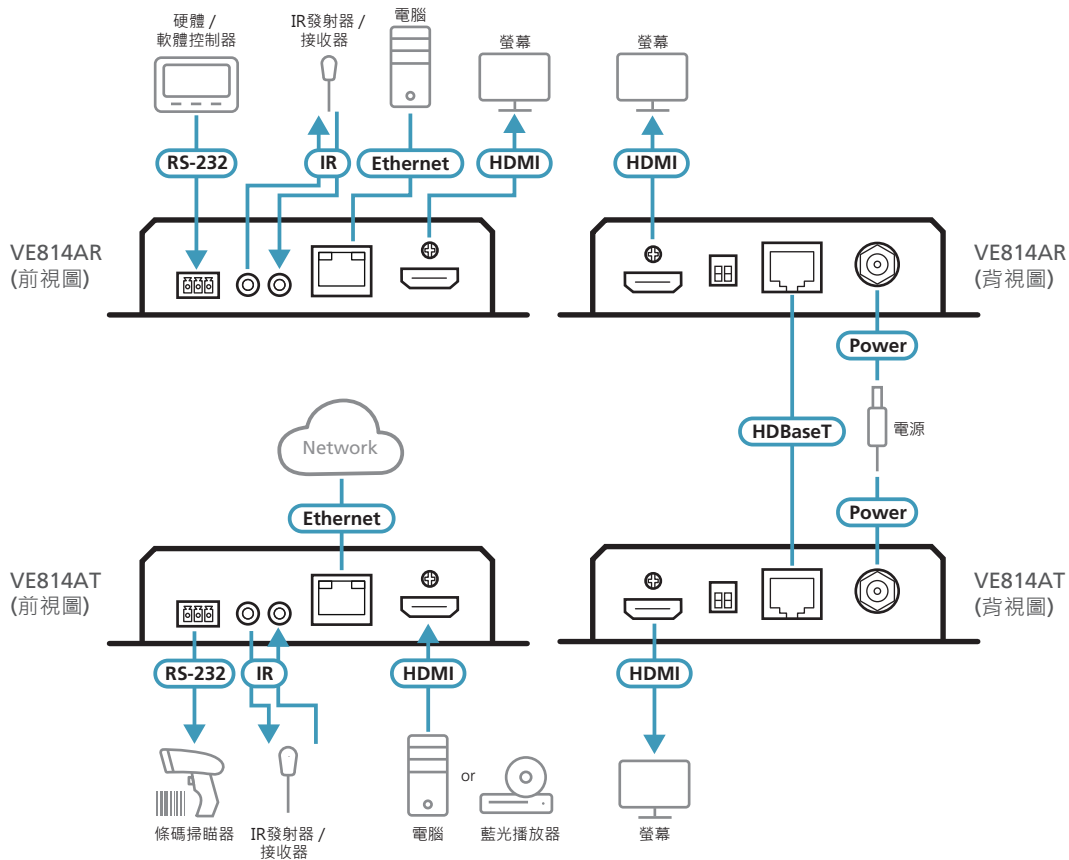 硬體 /
軟體控制器
IR發射器 /
接收器
電腦
螢幕
螢幕
RS-232
IR
Ethernet
HDMI
HDMI
VE814AR
(前視圖)
VE814AR
(背視圖)
Power
HDBaseT
電源
Network
Ethernet
Power
VE814AT
(前視圖)
VE814AT
(背視圖)
RS-232
IR
HDMI
HDMI
or
條碼掃瞄器
IR發射器 /
接收器
電腦
藍光播放器
螢幕